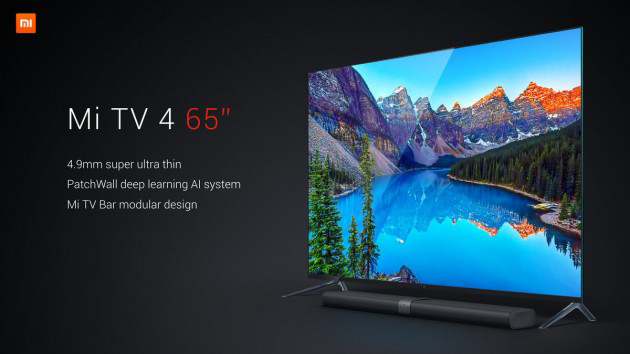 mi
Mi TV 4 65"
4.9mm super ultra thin
PatchWall deep learning AI system
Mi TV Bar modular design